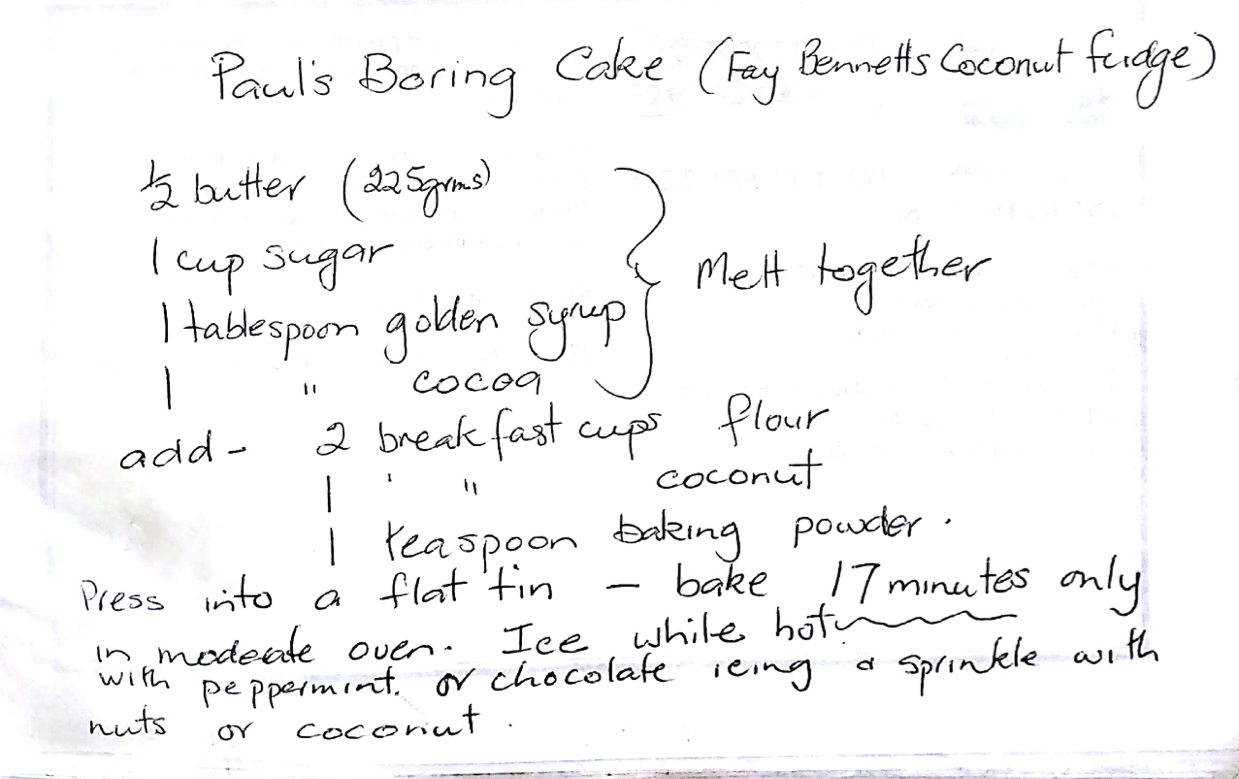 Paul's Boring Cake (Fay Bennetts Coconut fudge)
½ butter (225grms)
1 cup sugar
Melt together
1 tablespoon golden syrup
1 " cocoa
add - 2 breakfast cups flour
1 ' " coconut
1 teaspoon baking powder.
Press into a flat tin - bake 17 minutes only
in modeate oven. Ice while hot
with peppermint. or chocolate icing & sprinkle with
nuts or coconut.